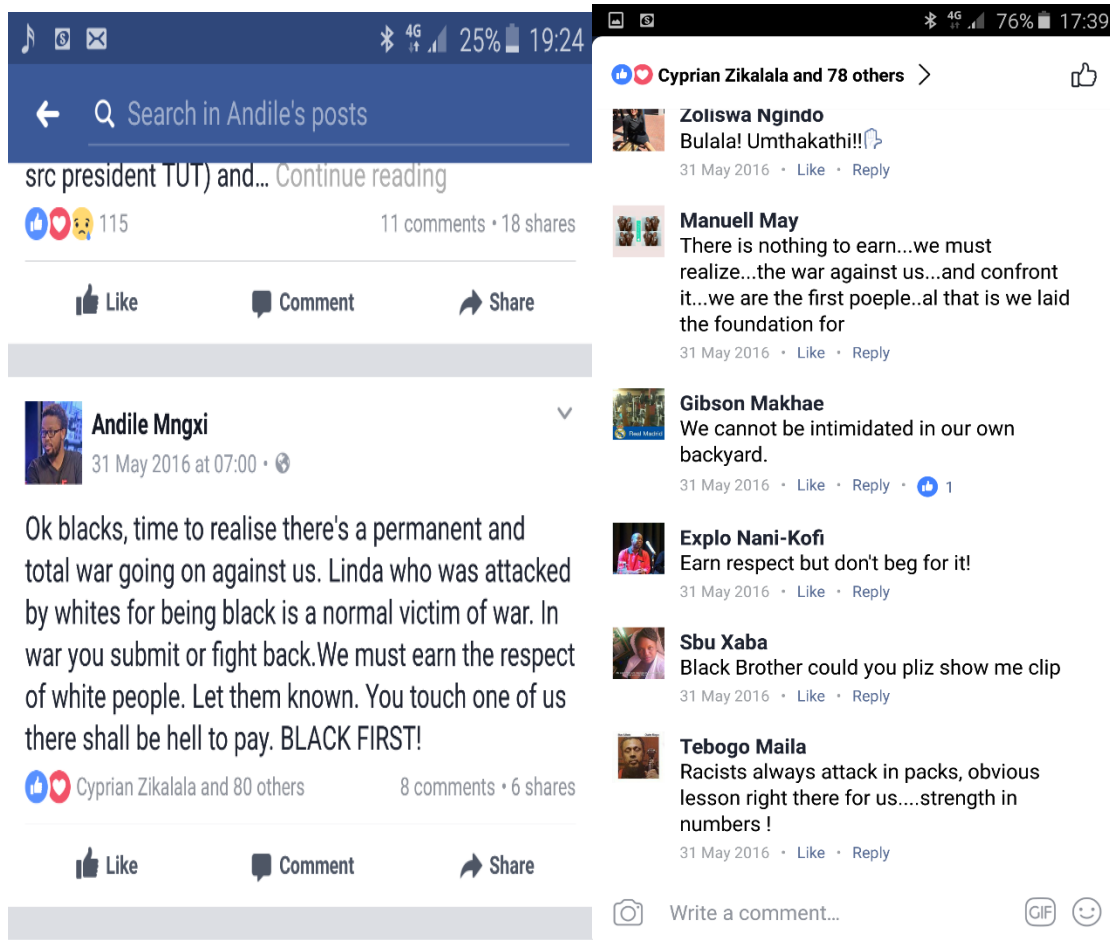 4G 25% 19:24
Search in Andile's posts
src president TUT) and... Continue reading
115 11 comments • 18 shares
Like Comment Share
Andile Mngxi
31 May 2016 at 07:00 •
Ok blacks, time to realise there's a permanent and
total war going on against us. Linda who was attacked
by whites for being black is a normal victim of war. In
war you submit or fight back.We must earn the respect
of white people. Let them known. You touch one of us
there shall be hell to pay. BLACK FIRST!
Cyprian Zikalala and 80 others 8 comments • 6 shares
Like Comment Share
4G 76% 17:39
Cyprian Zikalala and 78 others
Zoliswa Ngindo
Bulala! Umthakathi!!
31 May 2016 • Like • Reply
Manuell May
There is nothing to earn...we must
realize...the war against us...and confront
it...we are the first poeple..al that is we laid
the foundation for
31 May 2016 • Like • Reply
Gibson Makhae
We cannot be intimidated in our own
backyard.
31 May 2016 • Like • Reply • 1
Real Madrid
Explo Nani-Kofi
Earn respect but don't beg for it!
31 May 2016 • Like • Reply
Sbu Xaba
Black Brother could you pliz show me clip
31 May 2016 • Like • Reply
Tebogo Maila
Racists always attack in packs, obvious
lesson right there for us....strength in
numbers !
31 May 2016 • Like • Reply
Write a comment...
GIF